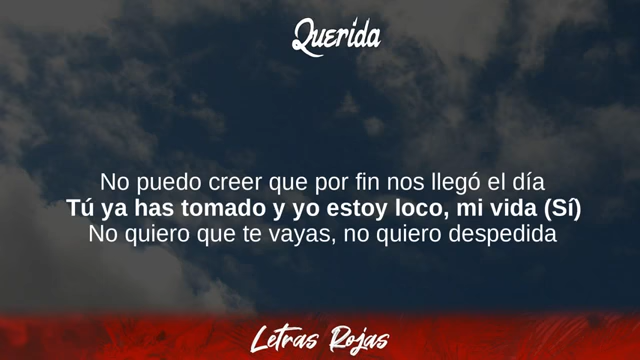 Querida
No puedo creer que por fin nos llegó el día
Tú ya has tomado y yo estoy loco, mi vida (Sí)
No quiero que te vayas, no quiero despedida
Letras Rojas